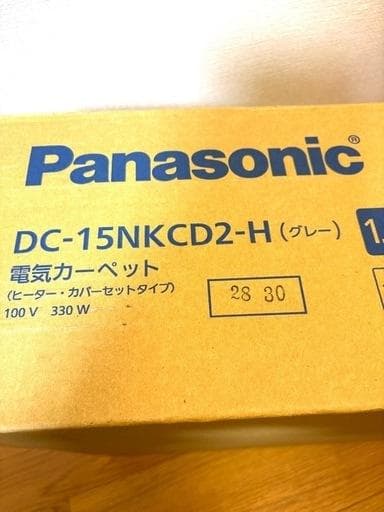 Panasonic®
DC-15NKCD2-H（グレー）
電気カーペット
（ヒーター・カバーセットタイプ）
100 V 330 W
28 30